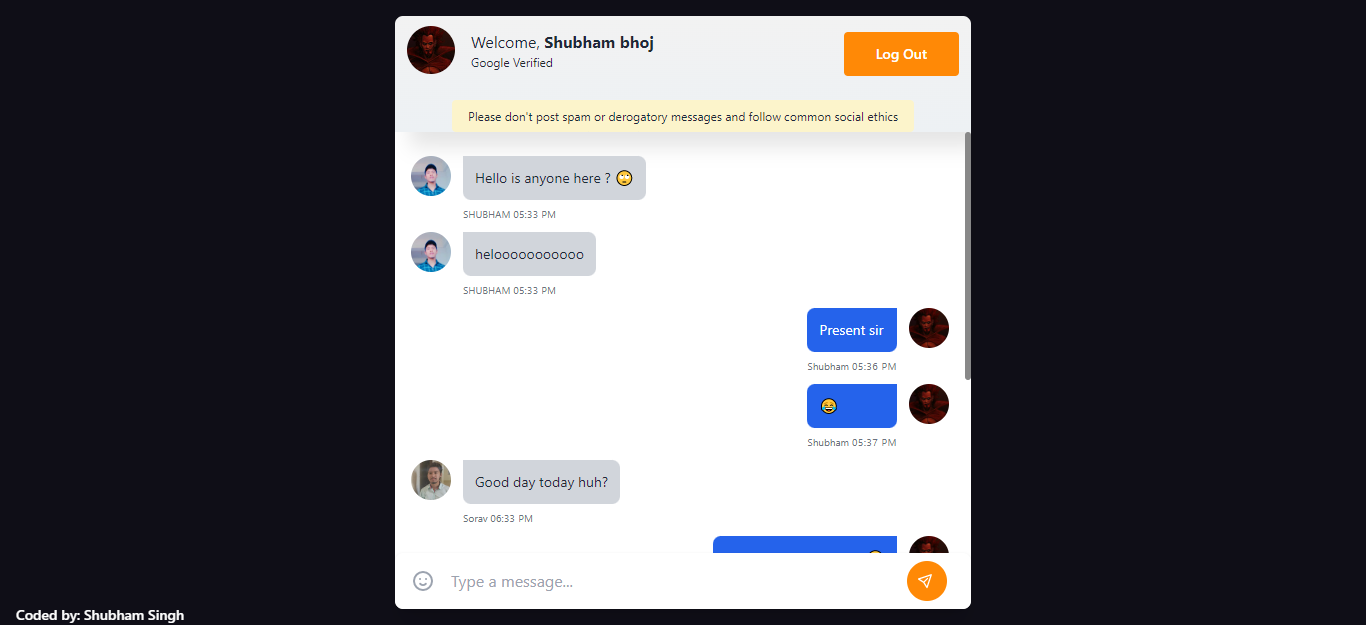 Welcome, Shubham bhoj
Google Verified
Log Out
Please don't post spam or derogatory messages and follow common social ethics
Hello is anyone here ? 🙄
SHUBHAM 05:33 PM
helooooooooooo
SHUBHAM 05:33 PM
Present sir
Shubham 05:36 PM
😂
Shubham 05:37 PM
Good day today huh?
Sorav 06:33 PM
Type a message...
Coded by: Shubham Singh